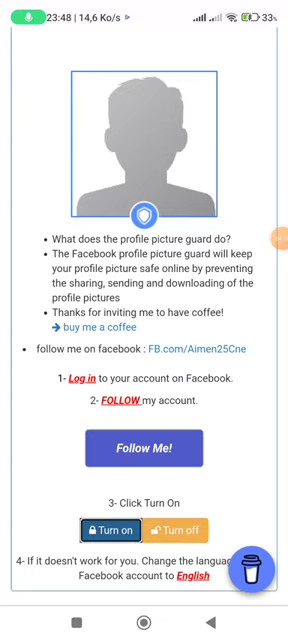 23:48 | 14,6 Ko/s
33%
What does the profile picture guard do?
The Facebook profile picture guard will keep
your profile picture safe online by preventing
the sharing, sending and downloading of the
profile pictures
Thanks for inviting me to have coffee!
buy me a coffee
follow me on facebook : FB.com/Aimen25Cne
1- Log in to your account on Facebook.
2- FOLLOW my account.
Follow Me!
3- Click Turn On
Turn on Turn off
4- If it doesn't work for you. Change the
Facebook account to English